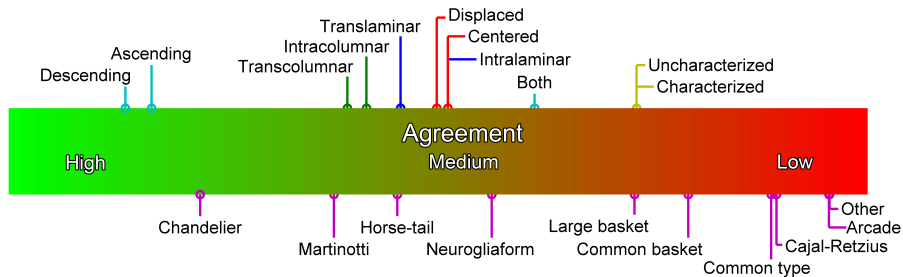 Displaced
Translaminar
Centered
Intracolumnar
Ascending
Intralaminar
Transcolumnar
Uncharacterized
Descending
Both
Characterized
Agreement
High
Medium
Low
Other
Chandelier
Horse-tail
Large basket
Arcade
Martinotti
Neurogliaform
Common basket
Cajal-Retzius
Common type